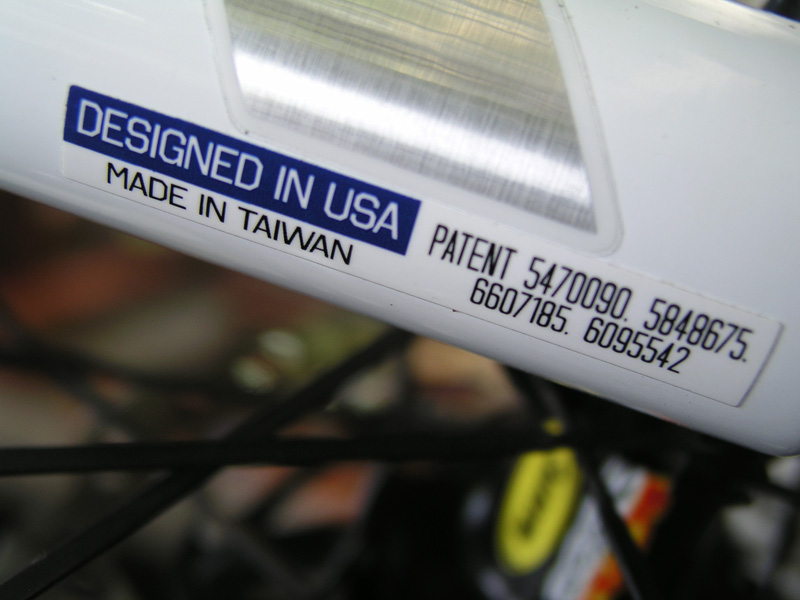 DESIGNED IN USA
MADE IN TAIWAN
PATENT 5470090. 5848675.
6607185. 6095542